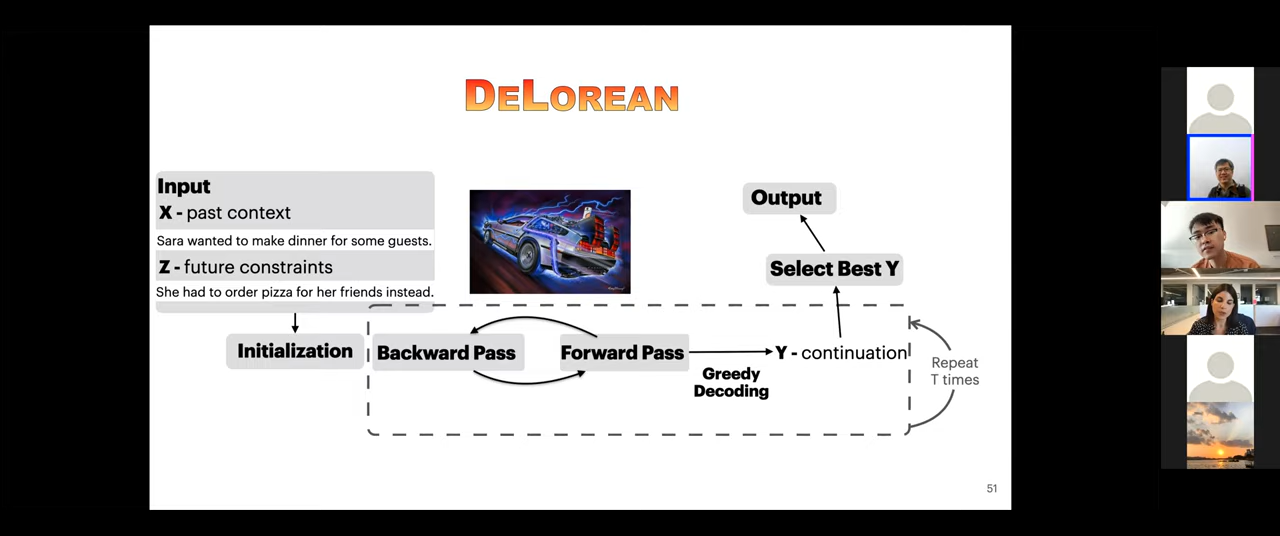 DELOREAN
Input
X - past context
Sara wanted to make dinner for some guests.
Z - future constraints
She had to order pizza for her friends instead.
Initialization
Backward Pass
Forward Pass
Greedy
Decoding
Y - continuation
Select Best Y
Output
Repeat
T times
51